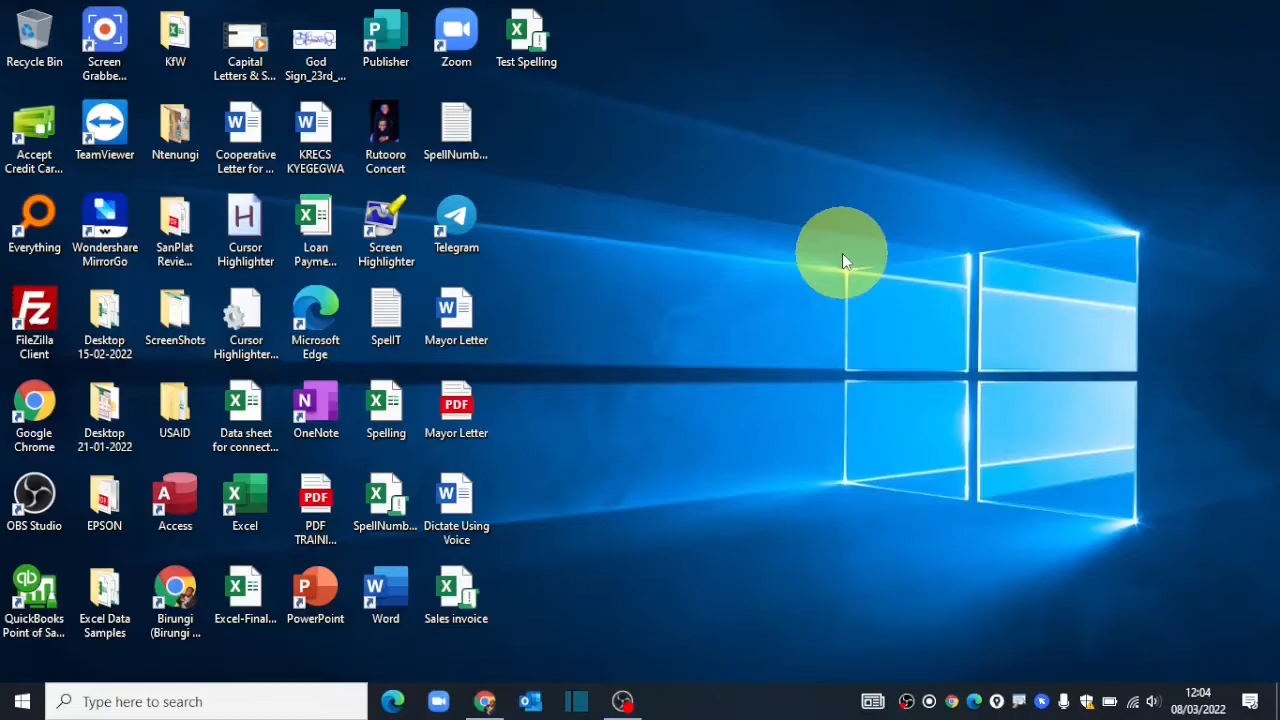 Recycle Bin
Screen
Grabbe...
KfW
Capital
Letters & S...
God
Sign_23rd_...
Publisher
Zoom
Test Spelling
Accept
Credit Car...
TeamViewer
Ntenungi
Cooperative
Letter for ...
KRECS
KYEGEGWA
Rutooro
Concert
SpellNumb...
Everything
Wondershare
MirrorGo
SanPlat
Revie...
Cursor
Highlighter
Loan
Payme...
Screen
Highlighter
Telegram
FileZilla
Client
Desktop
15-02-2022
ScreenShots
Cursor
Highlighter...
Microsoft
Edge
SpellT
Mayor Letter
Google
Chrome
Desktop
21-01-2022
USAID
Data sheet
for connect...
OneNote
Spelling
PDF
Mayor Letter
OBS Studio
EPSON
Access
Excel
PDF
PDF
TRAINI...
SpellNumb...
Dictate Using
Voice
QuickBooks
Point of Sa...
Excel Data
Samples
Birungi
(Birungi ...
Excel-Final...
PowerPoint
Word
Sales invoice
Type here to search
12:04
08/03/2022